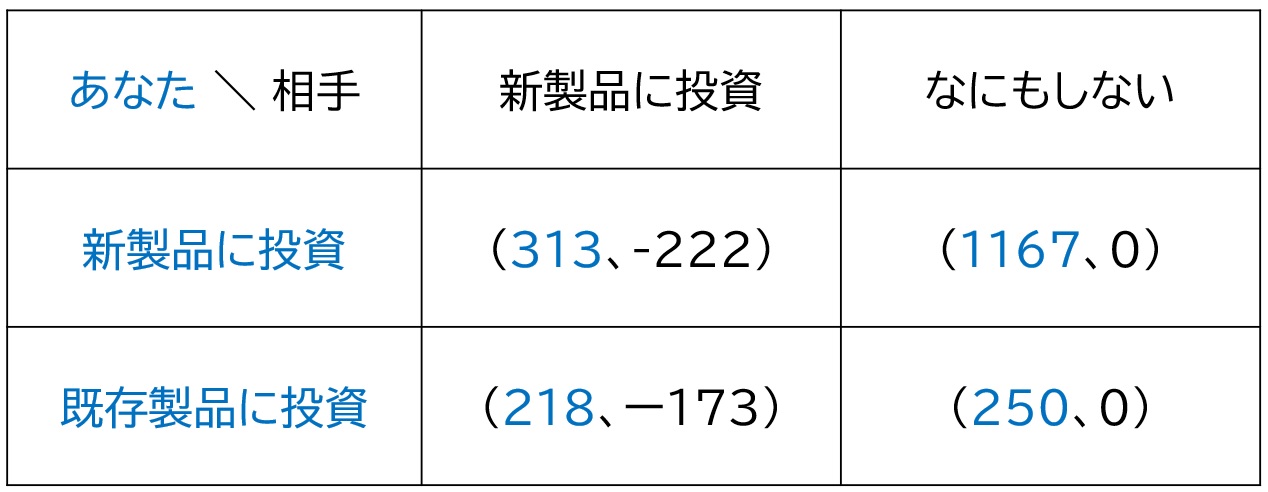 あなた ＼ 相手 新製品に投資 なにもしない
新製品に投資 （313、-222） （1167、0）
既存製品に投資 （218、ー173） （250、0）